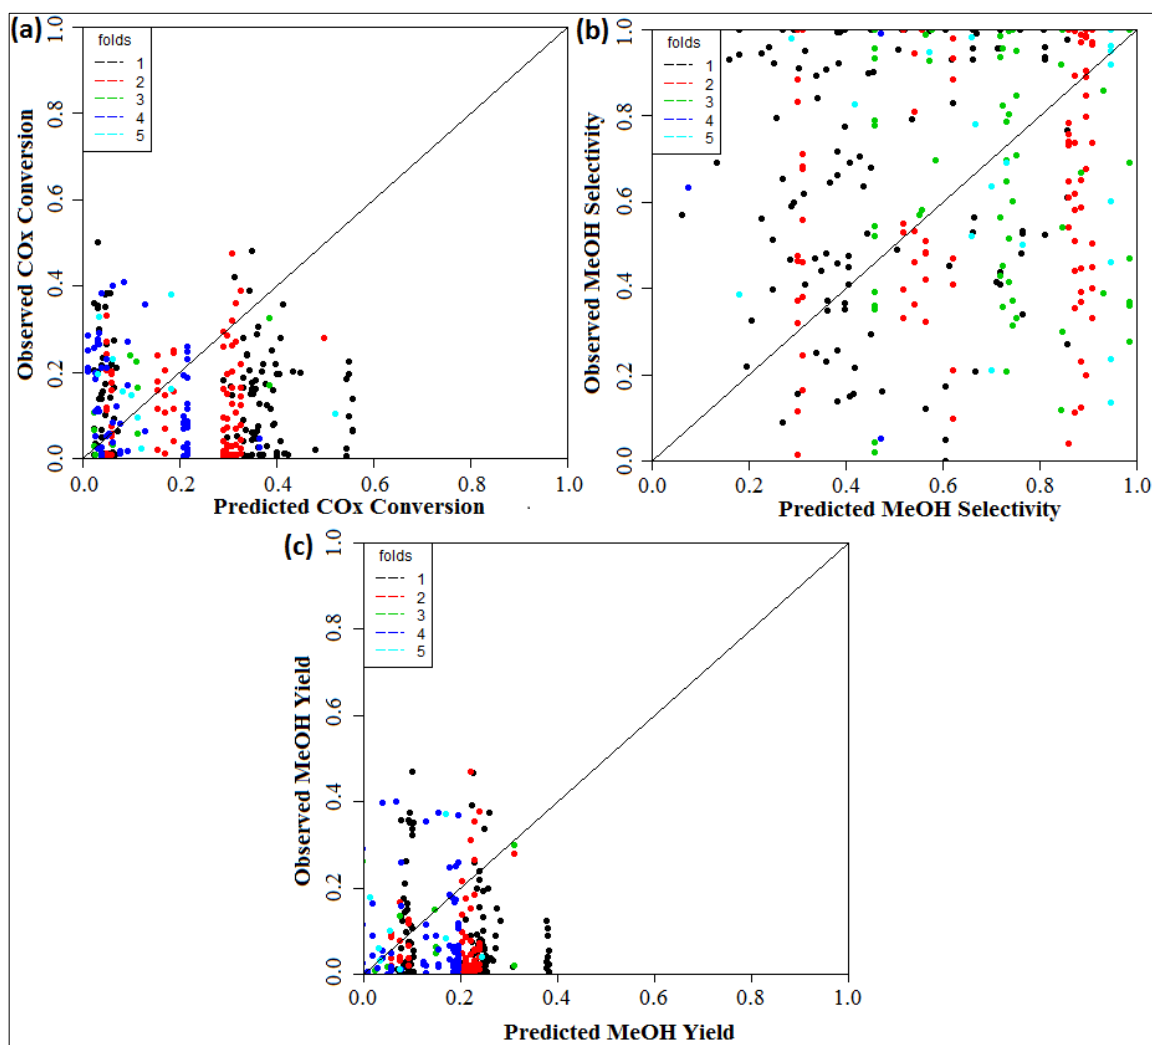 (a)
folds
1
2
3
4
5
Observed COx Conversion
0.0 0.2 0.4 0.6 0.8 1.0
0.0 0.2 0.4 0.6 0.8 1.0
Predicted COx Conversion
(b)
folds
1
2
3
4
5
Observed MeOH Selectivity
0.0 0.2 0.4 0.6 0.8 1.0
0.0 0.2 0.4 0.6 0.8 1.0
Predicted MeOH Selectivity
(c)
folds
1
2
3
4
5
Observed MeOH Yield
0.0 0.2 0.4 0.6 0.8 1.0
0.0 0.2 0.4 0.6 0.8 1.0
Predicted MeOH Yield